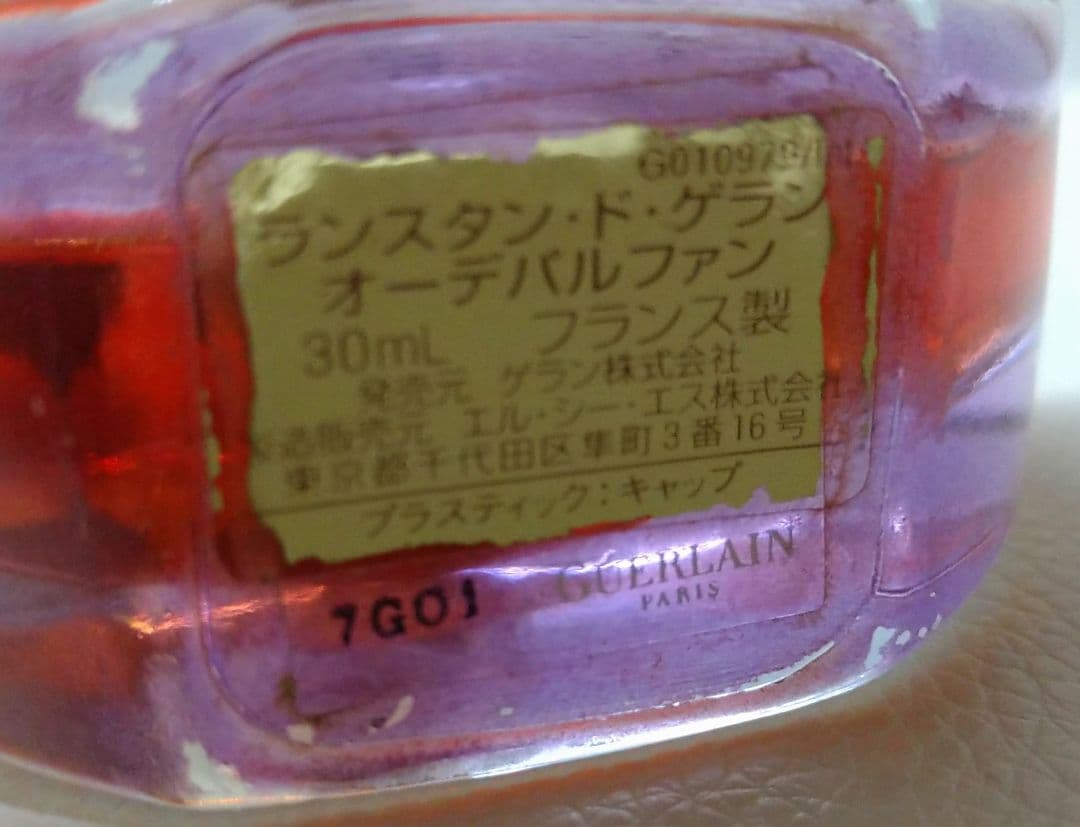 G010979/
ランスタン・ド・ゲラン
オーデパルファン
30mL フランス製
発売元 ゲラン株式会社
製造販売元 エル・シー・エス株式会社
東京都千代田区隼町3番16号
プラスティック:キャップ
7G01
GUERLAIN
PARIS